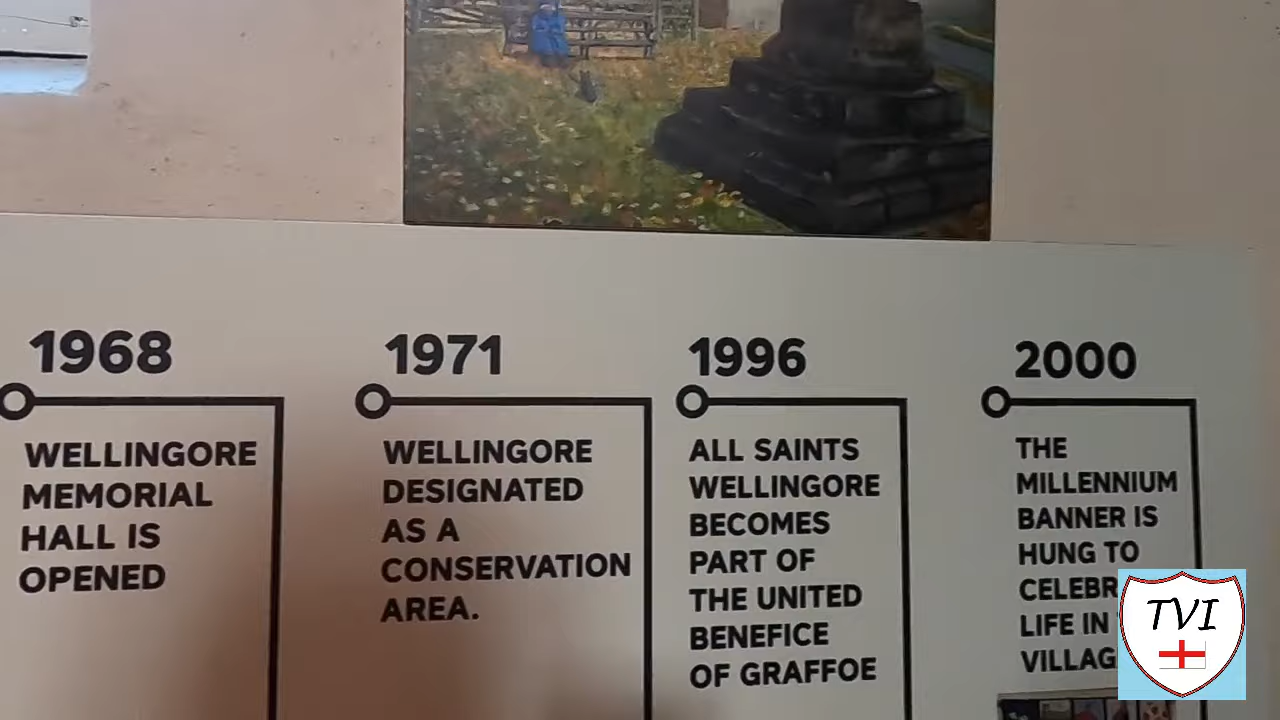 1968
WELLINGORE
MEMORIAL
HALL IS
OPENED
1971
WELLINGORE
DESIGNATED
AS A
CONSERVATION
AREA.
1996
ALL SAINTS
WELLINGORE
BECOMES
PART OF
THE UNITED
BENEFICE
OF GRAFFOE
2000
THE
MILLENNIUM
BANNER IS
HUNG TO
LIFE IN
TVI